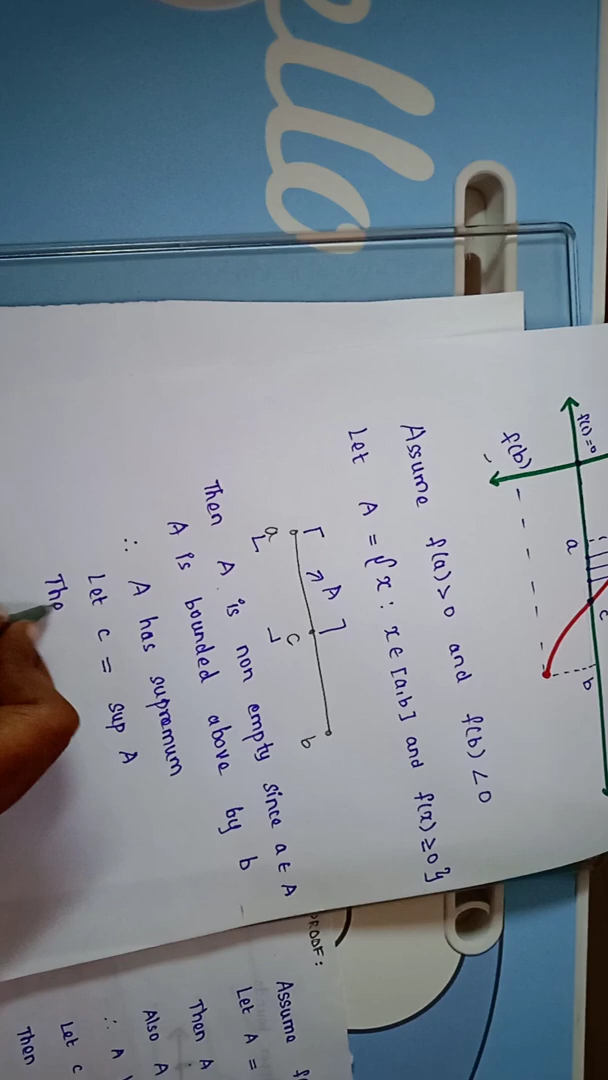 ello
f(c)=0
f(b)
a
c
b
Assume f(a)>0 and f(b)<0
Let A = {x : x ∈ [a,b] and f(x) ≥ 0}
[ A ]
a c b
Then A is non empty since a ∈ A
A is bounded above by b
∴ A has supremum
Let c = sup A
The
PROOF:
Assume
Let A =
Then A
Also A
∴ A
Let c
Then